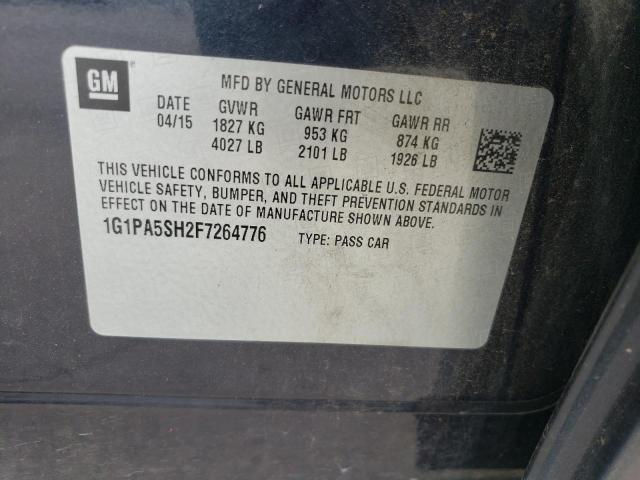 GM
MFD BY GENERAL MOTORS LLC
DATE GVWR GAWR FRT GAWR RR
04/15 1827 KG 953 KG 874 KG
4027 LB 2101 LB 1926 LB
THIS VEHICLE CONFORMS TO ALL APPLICABLE U.S. FEDERAL MOTOR
VEHICLE SAFETY, BUMPER, AND THEFT PREVENTION STANDARDS IN
EFFECT ON THE DATE OF MANUFACTURE SHOWN ABOVE.
1G1PA5SH2F7264776 TYPE: PASS CAR